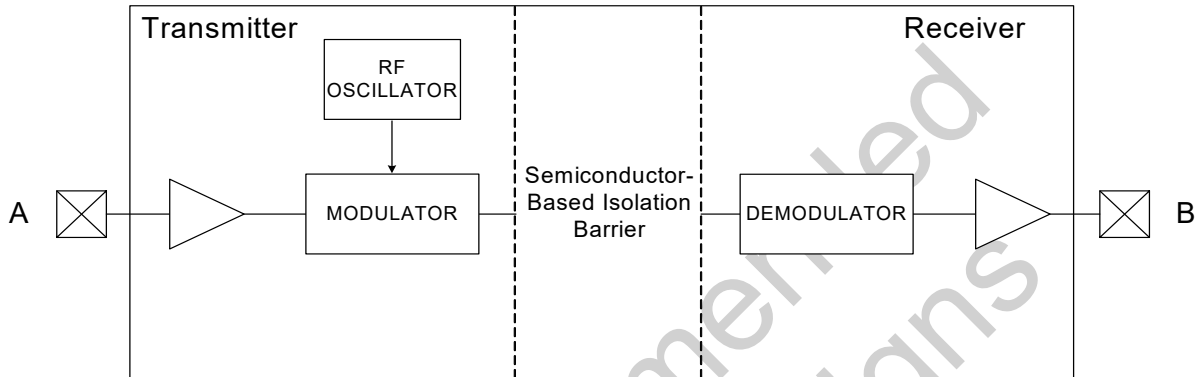 Transmitter
Receiver
RF
OSCILLATOR
Semiconductor-
Based Isolation
Barrier
A
MODULATOR
DEMODULATOR
B